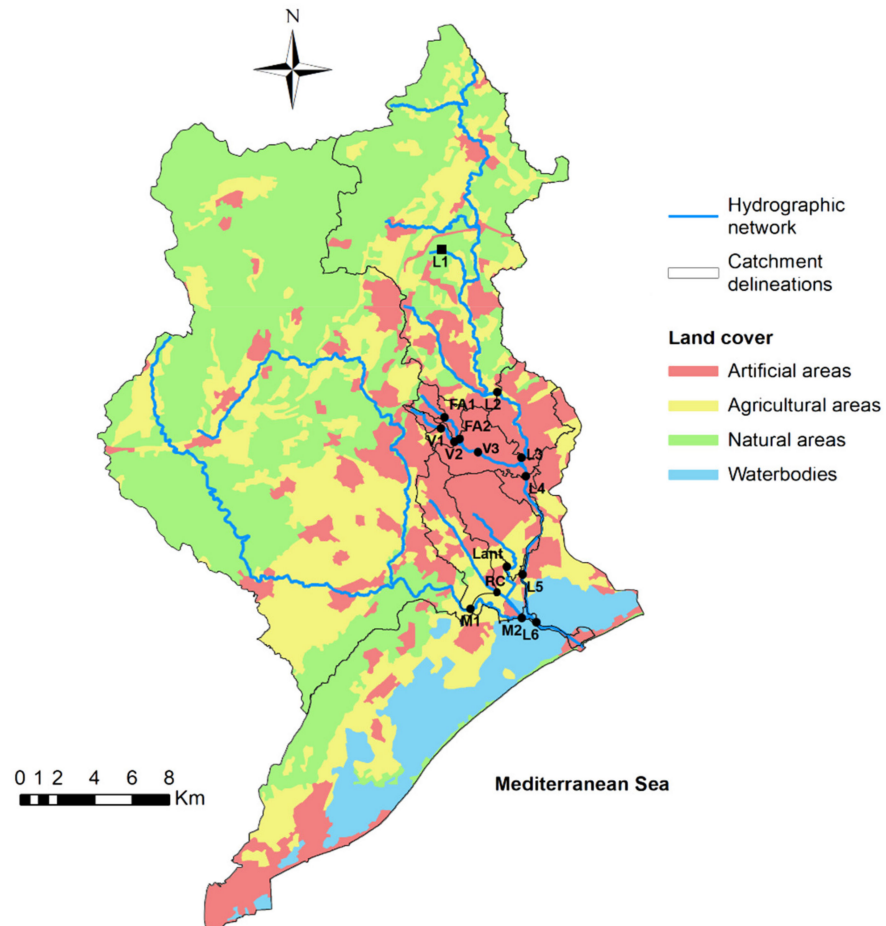 N
Hydrographic
network
Catchment
delineations
Land cover
Artificial areas
Agricultural areas
Natural areas
Waterbodies
L1
L2
FA1
FA2
V1
V2
V3
L3
L4
Lant
L5
RC
M1
M2
L6
0 1 2 4 6 8
Km
Mediterranean Sea